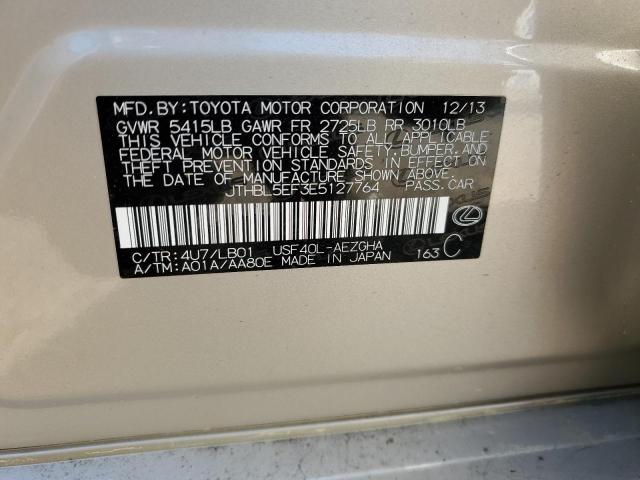 MFD. BY: TOYOTA MOTOR CORPORATION 12/13
GVWR 5415LB GAWR FR 2725LB RR 3010LB
THIS VEHICLE CONFORMS TO ALL APPLICABLE
FEDERAL MOTOR VEHICLE SAFETY, BUMPER, AND
THEFT PREVENTION STANDARDS IN EFFECT ON
THE DATE OF MANUFACTURE SHOWN ABOVE.
JTHBL5EF3E5127764 PASS. CAR
C/TR: 4U7/LB01 USF40L-AEZGHA
A/TM: A01A/AA80E MADE IN JAPAN 163 C